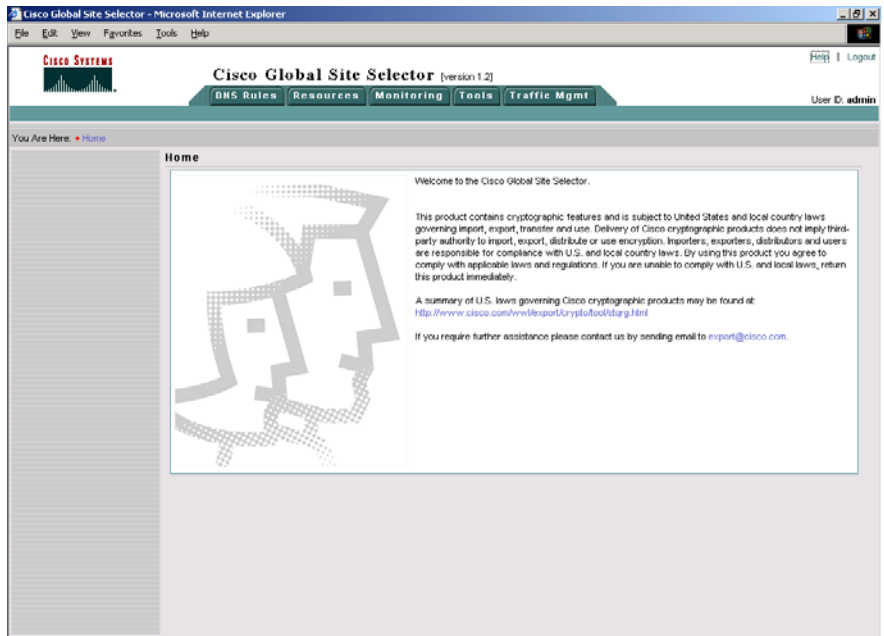 Cisco Global Site Selector - Microsoft Internet Explorer
File Edit View Favorites Tools Help
CISCO SYSTEMS
Cisco Global Site Selector [version 1.2]
Help | Logout
DNS Rules Resources Monitoring Tools Traffic Mgmt
User ID: admin
You Are Here: • Home
Home
Welcome to the Cisco Global Site Selector.
This product contains cryptographic features and is subject to United States and local country laws
governing import, export, transfer and use. Delivery of Cisco cryptographic products does not imply third-
party authority to import, export, distribute or use encryption. Importers, exporters, distributors and users
are responsible for compliance with U.S. and local country laws. By using this product you agree to
comply with applicable laws and regulations. If you are unable to comply with U.S. and local laws, return
this product immediately.
A summary of U.S. laws governing Cisco cryptographic products may be found at:
http://www.cisco.com/wwl/export/crypto/tool/stqrg.html
If you require further assistance please contact us by sending email to export@cisco.com.